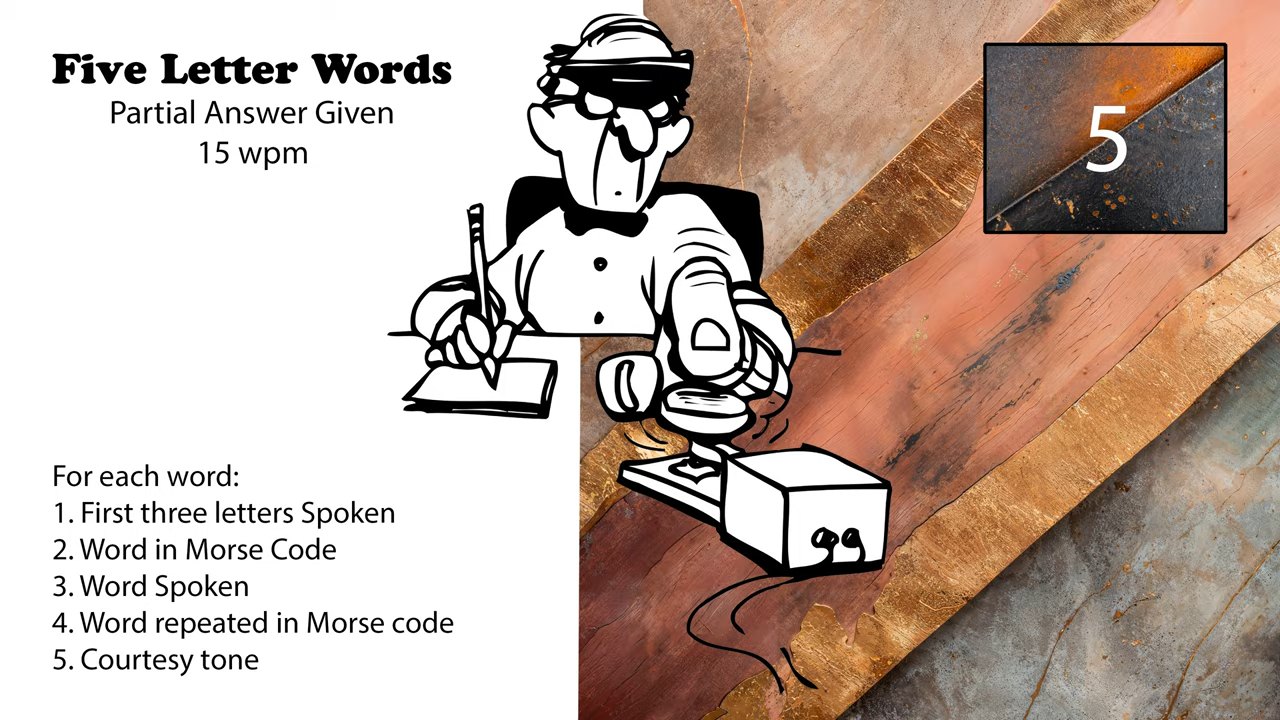 Five Letter Words
Partial Answer Given
15 wpm
5
For each word:
1. First three letters Spoken
2. Word in Morse Code
3. Word Spoken
4. Word repeated in Morse code
5. Courtesy tone